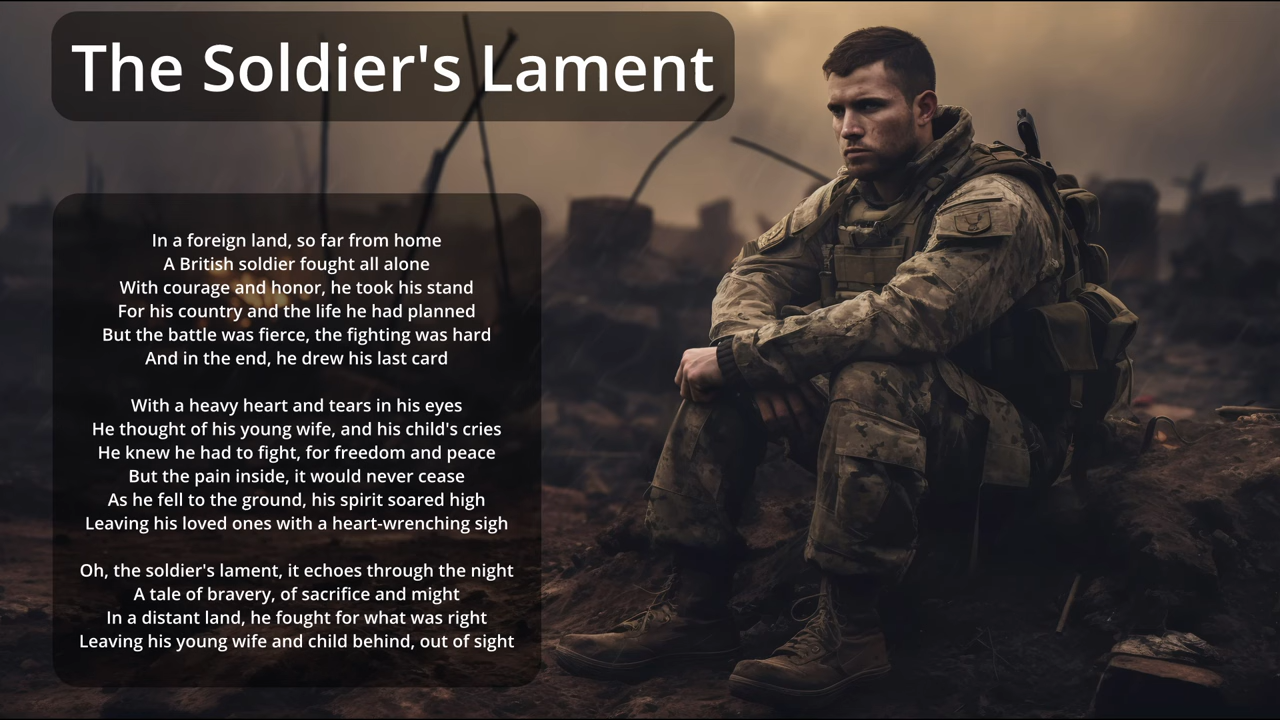 The Soldier's Lament
In a foreign land, so far from home
A British soldier fought all alone
With courage and honor, he took his stand
For his country and the life he had planned
But the battle was fierce, the fighting was hard
And in the end, he drew his last card
With a heavy heart and tears in his eyes
He thought of his young wife, and his child's cries
He knew he had to fight, for freedom and peace
But the pain inside, it would never cease
As he fell to the ground, his spirit soared high
Leaving his loved ones with a heart-wrenching sigh
Oh, the soldier's lament, it echoes through the night
A tale of bravery, of sacrifice and might
In a distant land, he fought for what was right
Leaving his young wife and child behind, out of sight